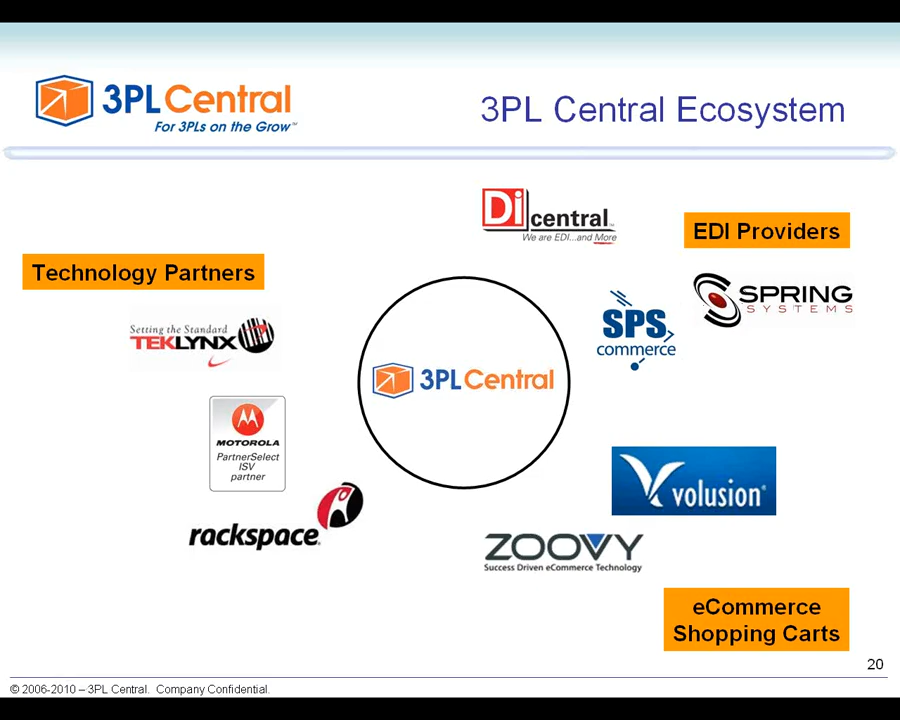 3PL Central
For 3PLs on the Grow™
3PL Central Ecosystem
Di central™
We are EDI...and More
EDI Providers
Technology Partners
SPRING
SYSTEMS
SPS
commerce
Setting the Standard
TEKLYNX
3PL Central
MOTOROLA
PartnerSelect
ISV
partner
volusion®
rackspace®
ZOOVY
Success Driven eCommerce Technology
eCommerce
Shopping Carts
20
© 2006-2010 – 3PL Central. Company Confidential.